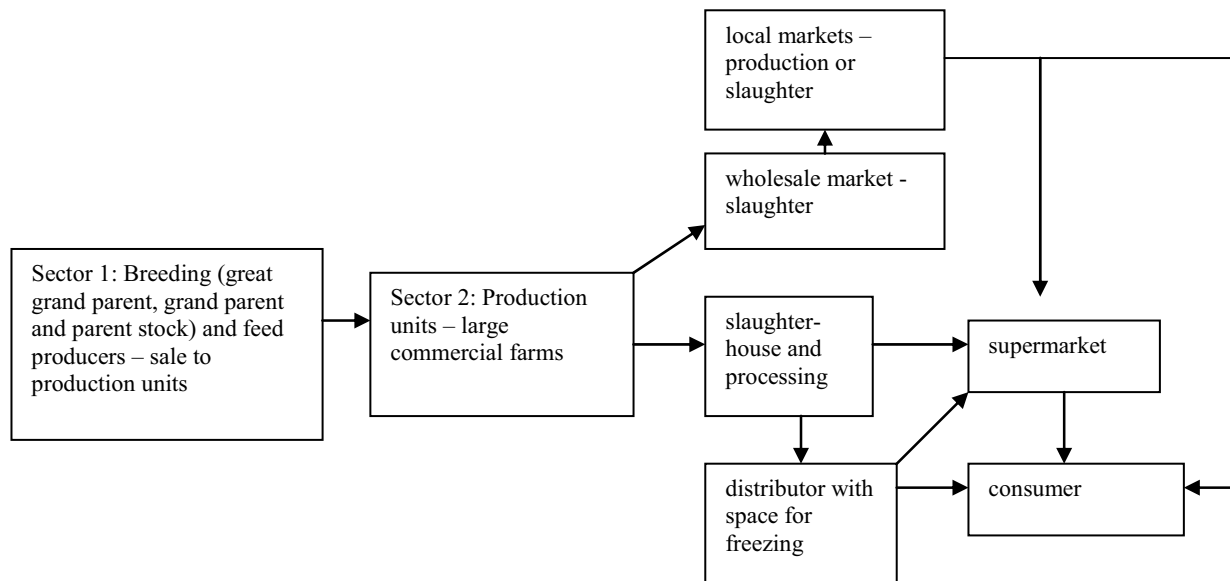 local markets –
production or
slaughter
wholesale market -
slaughter
Sector 1: Breeding (great
grand parent, grand parent
and parent stock) and feed
producers – sale to
production units
Sector 2: Production
units – large
commercial farms
slaughter-
house and
processing
supermarket
distributor with
space for
freezing
consumer